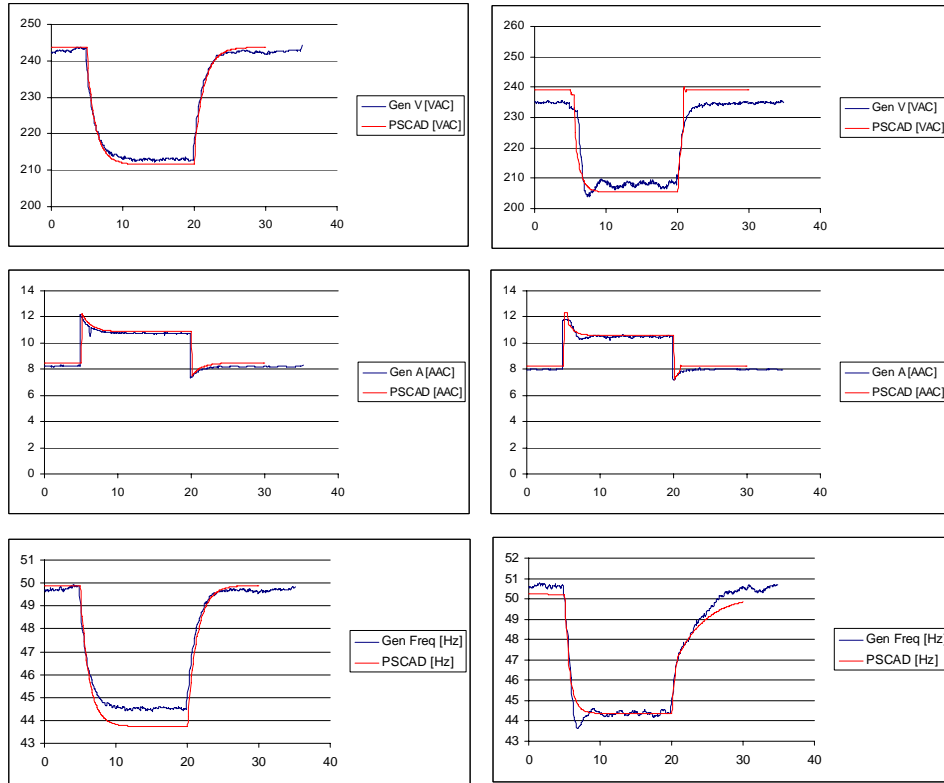 250
240
230
220
210
200
0 10 20 30 40
Gen V [VAC]
PSCAD [VAC]
260
250
240
230
220
210
200
0 10 20 30 40
Gen V [VAC]
PSCAD [VAC]
14
12
10
8
6
4
2
0
0 10 20 30 40
Gen A [AAC]
PSCAD [AAC]
14
12
10
8
6
4
2
0
0 10 20 30 40
Gen A [AAC]
PSCAD [AAC]
51
50
49
48
47
46
45
44
43
0 10 20 30 40
Gen Freq [Hz]
PSCAD [Hz]
52
51
50
49
48
47
46
45
44
43
0 10 20 30 40
Gen Freq [Hz]
PSCAD [Hz]